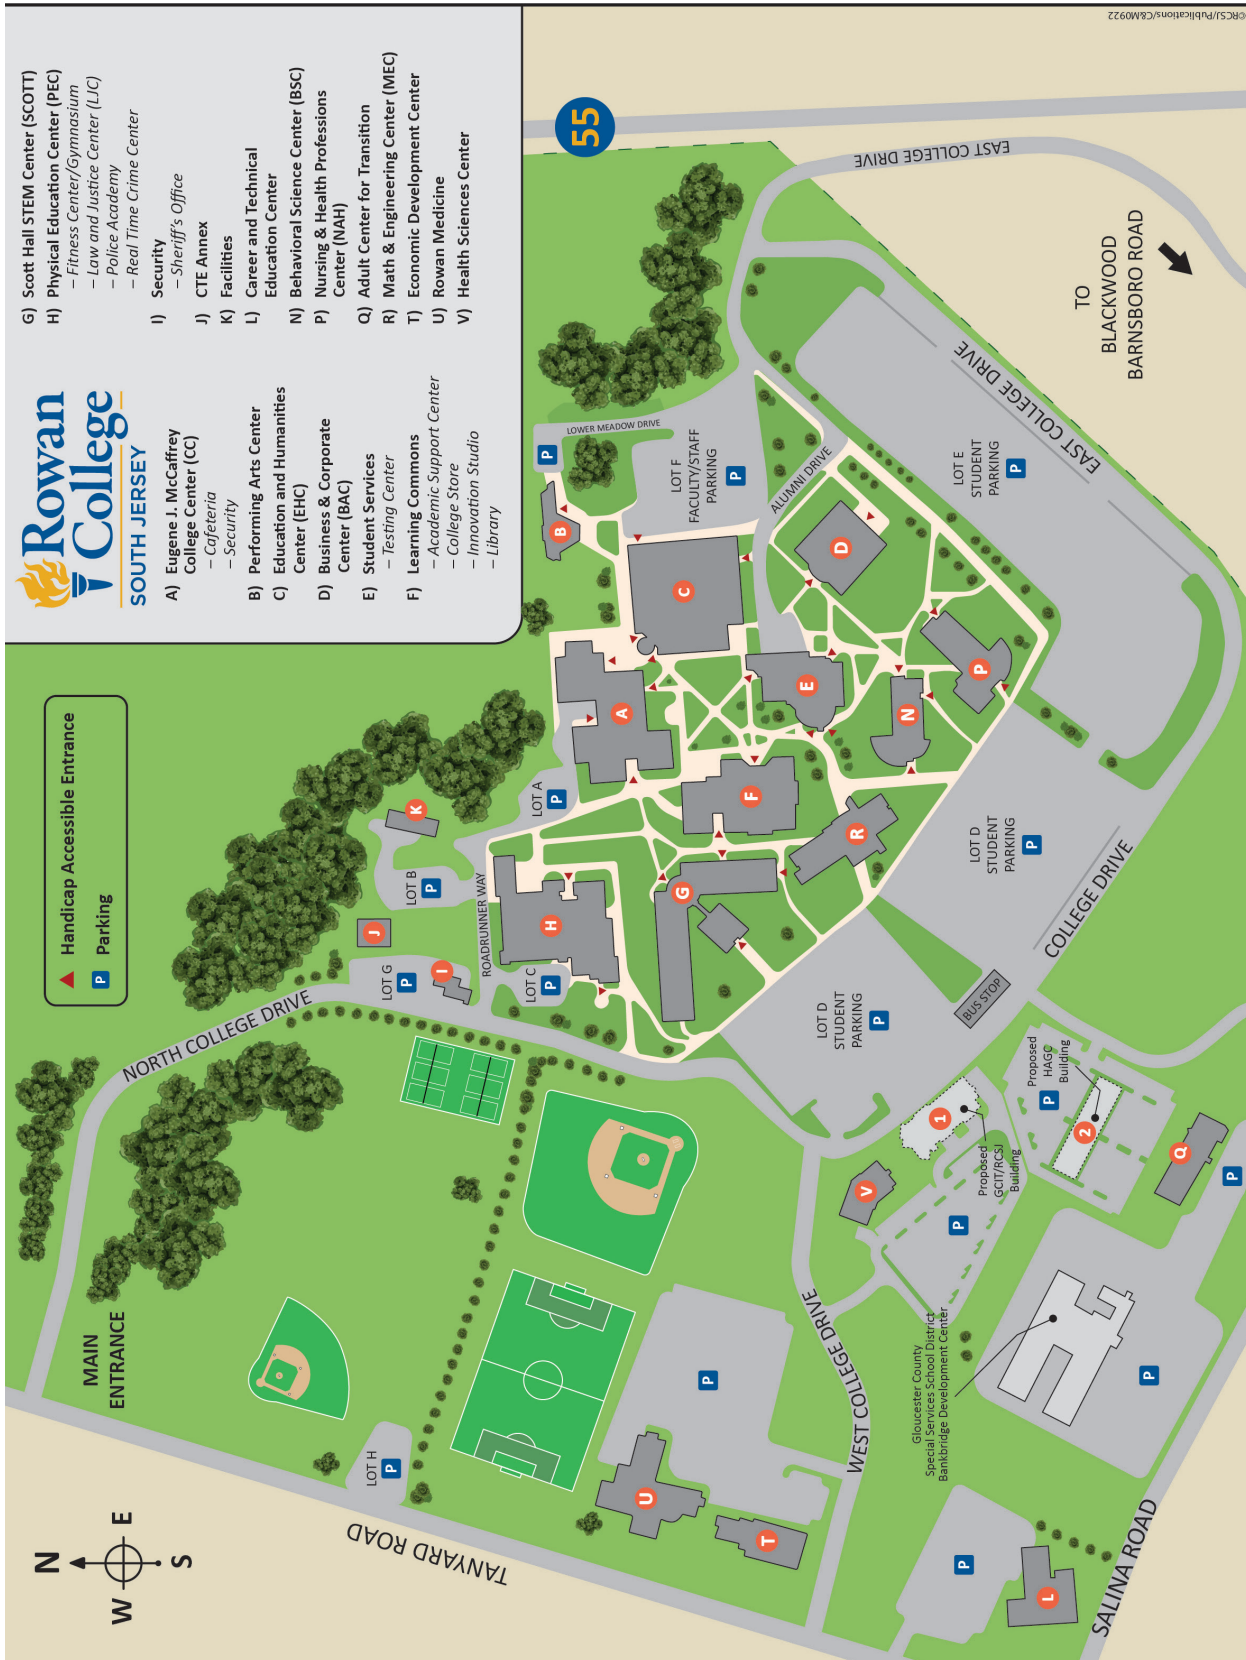 Rowan
College
SOUTH JERSEY
A) Eugene J. McCaffrey
College Center (CC)
– Cafeteria
– Security
B) Performing Arts Center
C) Education and Humanities
Center (EHC)
D) Business & Corporate
Center (BAC)
E) Student Services
– Testing Center
F) Learning Commons
– Academic Support Center
– College Store
– Innovation Studio
– Library
G) Scott Hall STEM Center (SCOTT)
H) Physical Education Center (PEC)
– Fitness Center/Gymnasium
– Law and Justice Center (LJC)
– Police Academy
– Real Time Crime Center
I) Security
– Sheriff's Office
J) CTE Annex
K) Facilities
L) Career and Technical
Education Center
N) Behavioral Science Center (BSC)
P) Nursing & Health Professions
Center (NAH)
Q) Adult Center for Transition
R) Math & Engineering Center (MEC)
T) Economic Development Center
U) Rowan Medicine
V) Health Sciences Center
Handicap Accessible Entrance
P Parking
N
W E
S
MAIN
ENTRANCE
NORTH COLLEGE DRIVE
TANYARD ROAD
LOT H
P
LOT G
P
I
J
LOT B
P
K
ROADRUNNER WAY
LOT C
P
H
LOT A
P
A
B
P
LOWER MEADOW DRIVE
LOT F
FACULTY/STAFF
PARKING
P
C
ALUMNI DRIVE
D
E
F
G
R
N
P
55
EAST COLLEGE DRIVE
TO
BLACKWOOD
BARNSBORO ROAD
EAST COLLEGE DRIVE
LOT E
STUDENT
PARKING
P
LOT D
STUDENT
PARKING
P
COLLEGE DRIVE
LOT D
STUDENT
PARKING
P
BUS STOP
1
Proposed
GCIT/RCSJ
Building
Proposed
HAGC
Building
P
2
Q
P
V
P
WEST COLLEGE DRIVE
P
U
T
Gloucester County
Special Services School District
Bankbridge Development Center
P
P
L
SALINA ROAD
©RCSJ/Publications/C&M0922